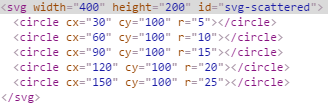 <svg width="400" height="200" id="svg-scattered">
<circle cx="30" cy="100" r="5"></circle>
<circle cx="60" cy="100" r="10"></circle>
<circle cx="90" cy="100" r="15"></circle>
<circle cx="120" cy="100" r="20"></circle>
<circle cx="150" cy="100" r="25"></circle>
</svg>